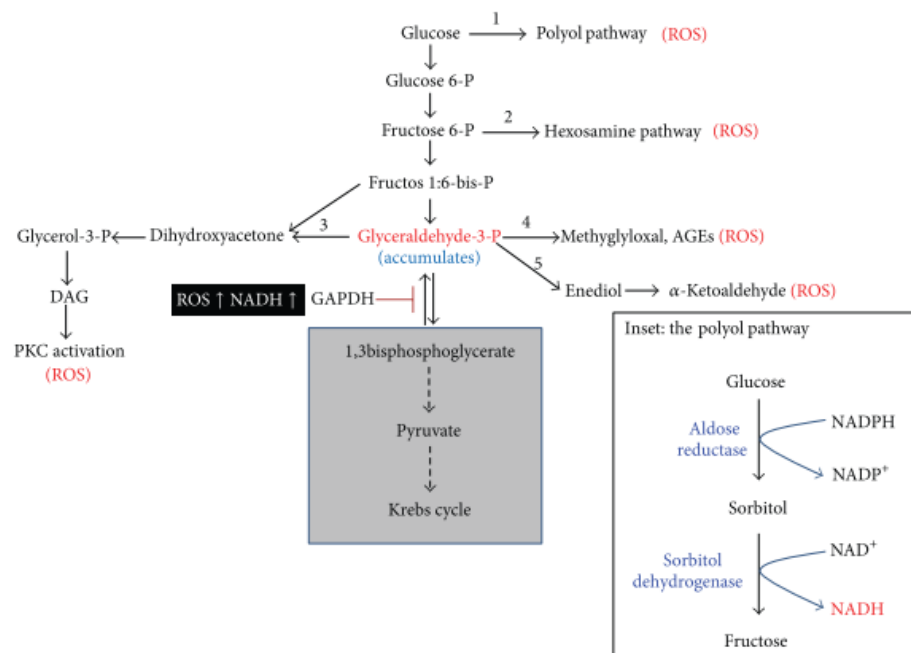 1
Glucose Polyol pathway (ROS)
Glucose 6-P
2
Fructose 6-P Hexosamine pathway (ROS)
Fructos 1:6-bis-P
3 4
Glycerol-3-P Dihydroxyacetone Glyceraldehyde-3-P Methyglyloxal, AGEs (ROS)
(accumulates)
5
DAG
ROS ↑ NADH ↑ GAPDH
Enediol α-Ketoaldehyde (ROS)
PKC activation
(ROS)
1,3bisphosphoglycerate
Pyruvate
Krebs cycle
Inset: the polyol pathway
Glucose
Aldose
reductase
NADPH
NADP+
Sorbitol
Sorbitol
dehydrogenase
NAD+
NADH
Fructose